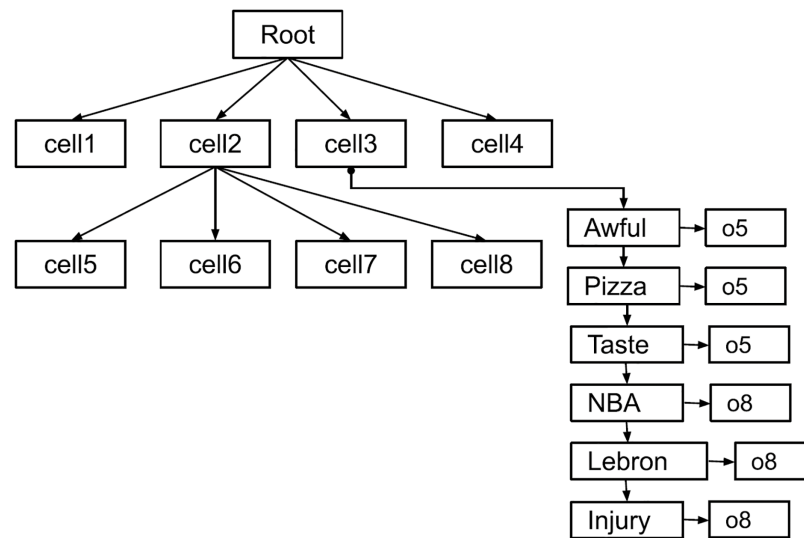 Root
cell1 cell2 cell3 cell4
Awful o5
cell5 cell6 cell7 cell8
Pizza o5
Taste o5
NBA o8
Lebron o8
Injury o8